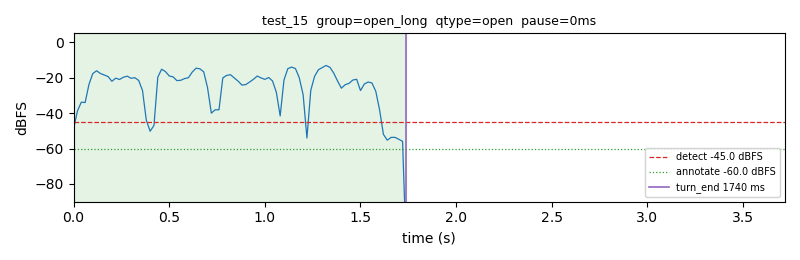 test_15  group=open_long  qtype=open  pause=0ms
0
−20
−40
−60
−80
dBFS
detect -45.0 dBFS
annotate -60.0 dBFS
turn_end 1740 ms
0.0 0.5 1.0 1.5 2.0 2.5 3.0 3.5
time (s)